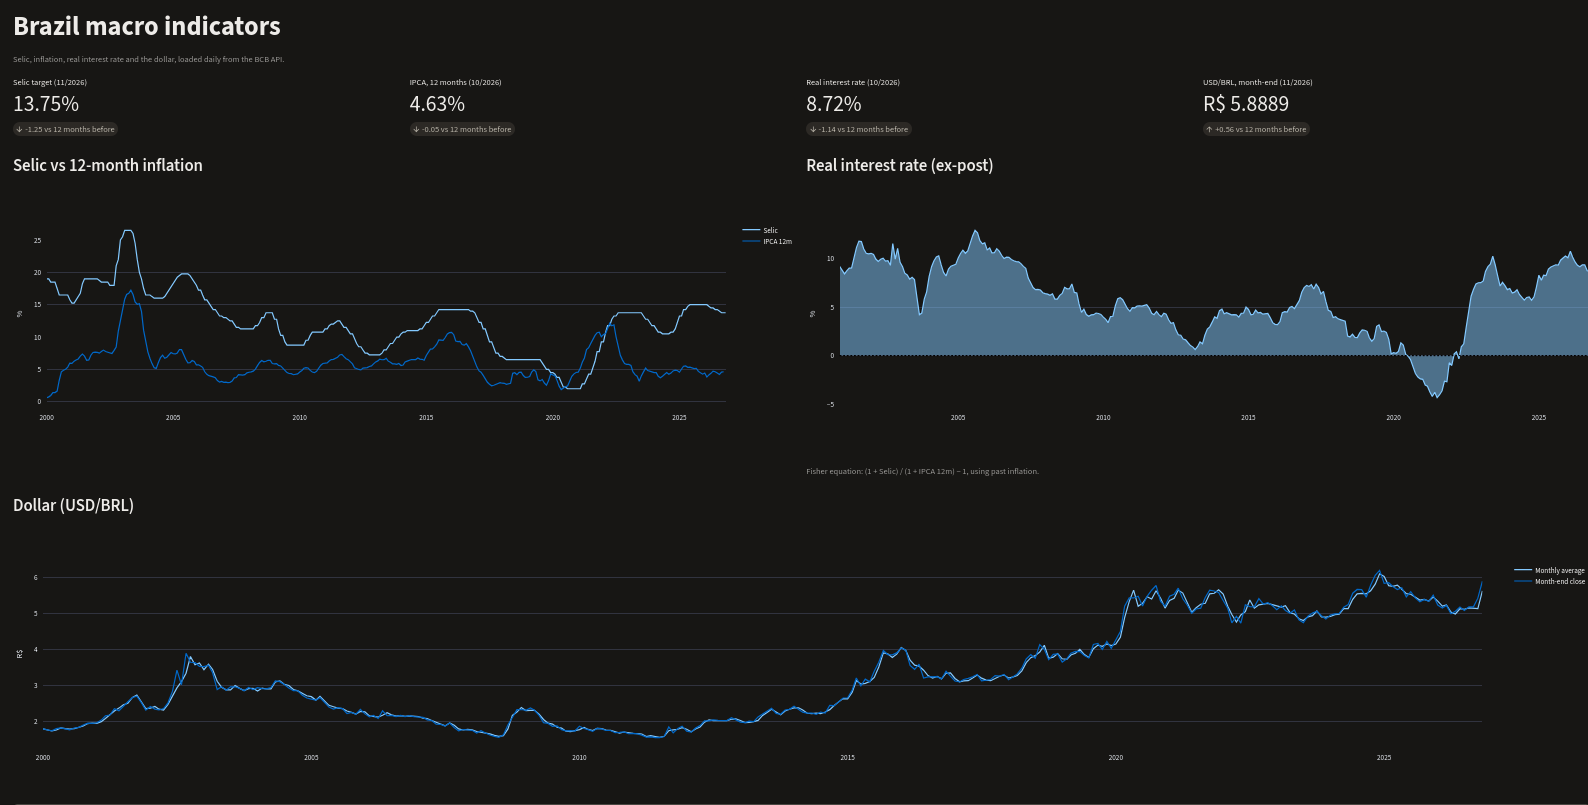 Brazil macro indicators
Selic, inflation, real interest rate and the dollar, loaded daily from the BCB API.
Selic target (11/2026)
13.75%
↓ -1.25 vs 12 months before
IPCA, 12 months (10/2026)
4.63%
↓ -0.05 vs 12 months before
Real interest rate (10/2026)
8.72%
↓ -1.14 vs 12 months before
USD/BRL, month-end (11/2026)
R$ 5.8889
↑ +0.56 vs 12 months before
Selic vs 12-month inflation
%
25
20
15
10
5
0
2000
2005
2010
2015
2020
2025
Selic
IPCA 12m
Real interest rate (ex-post)
%
10
5
0
−5
2005
2010
2015
2020
2025
Fisher equation: (1 + Selic) / (1 + IPCA 12m) − 1, using past inflation.
Dollar (USD/BRL)
R$
6
5
4
3
2
2000
2005
2010
2015
2020
2025
Monthly average
Month-end close